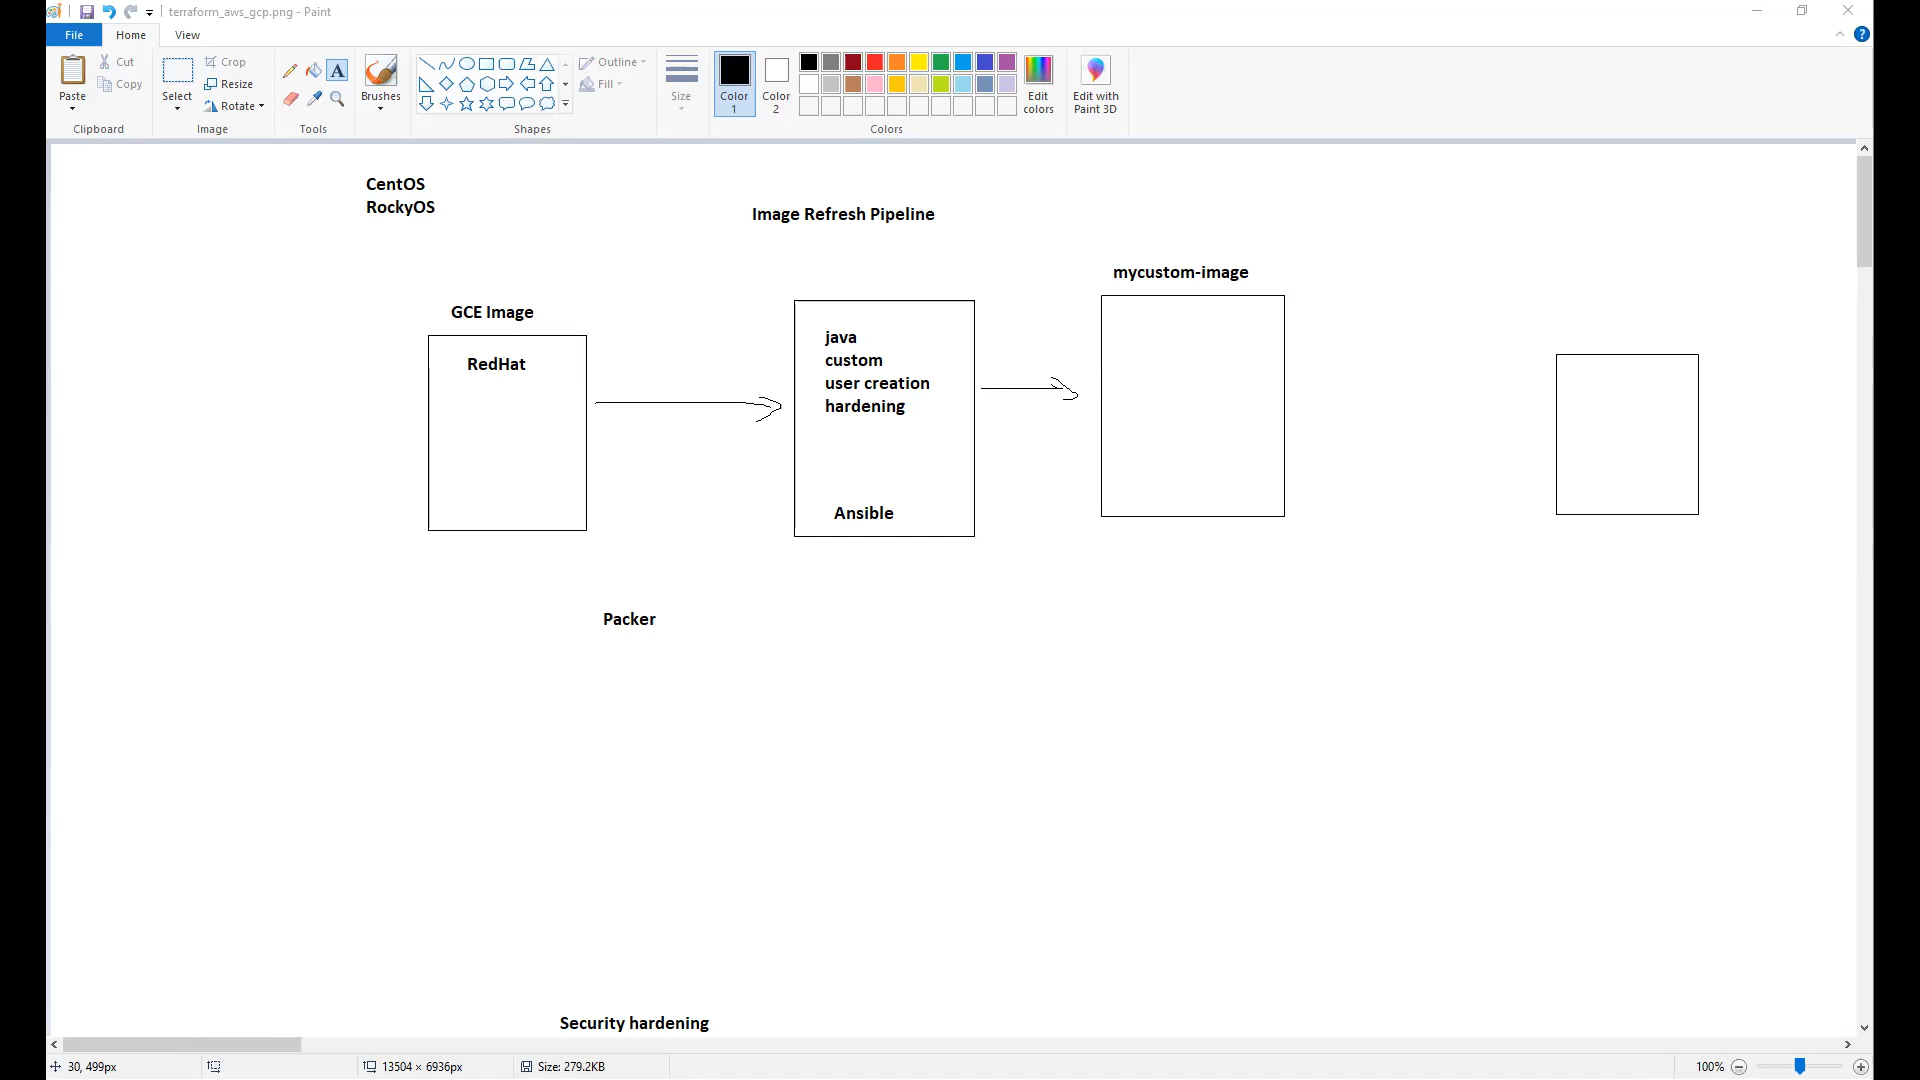 terraform_aws_gcp.png - Paint
File
Home
View
Paste
Cut
Copy
Clipboard
Select
Crop
Resize
Rotate
Image
A
Tools
Brushes
Outline
Fill
Shapes
Size
Color
1
Color
2
Edit
colors
Colors
Edit with
Paint 3D
?
CentOS
RockyOS
Image Refresh Pipeline
mycustom-image
GCE Image
RedHat
java
custom
user creation
hardening
Ansible
Packer
Security hardening
30, 499px
13504 × 6936px
Size: 279.2KB
100%